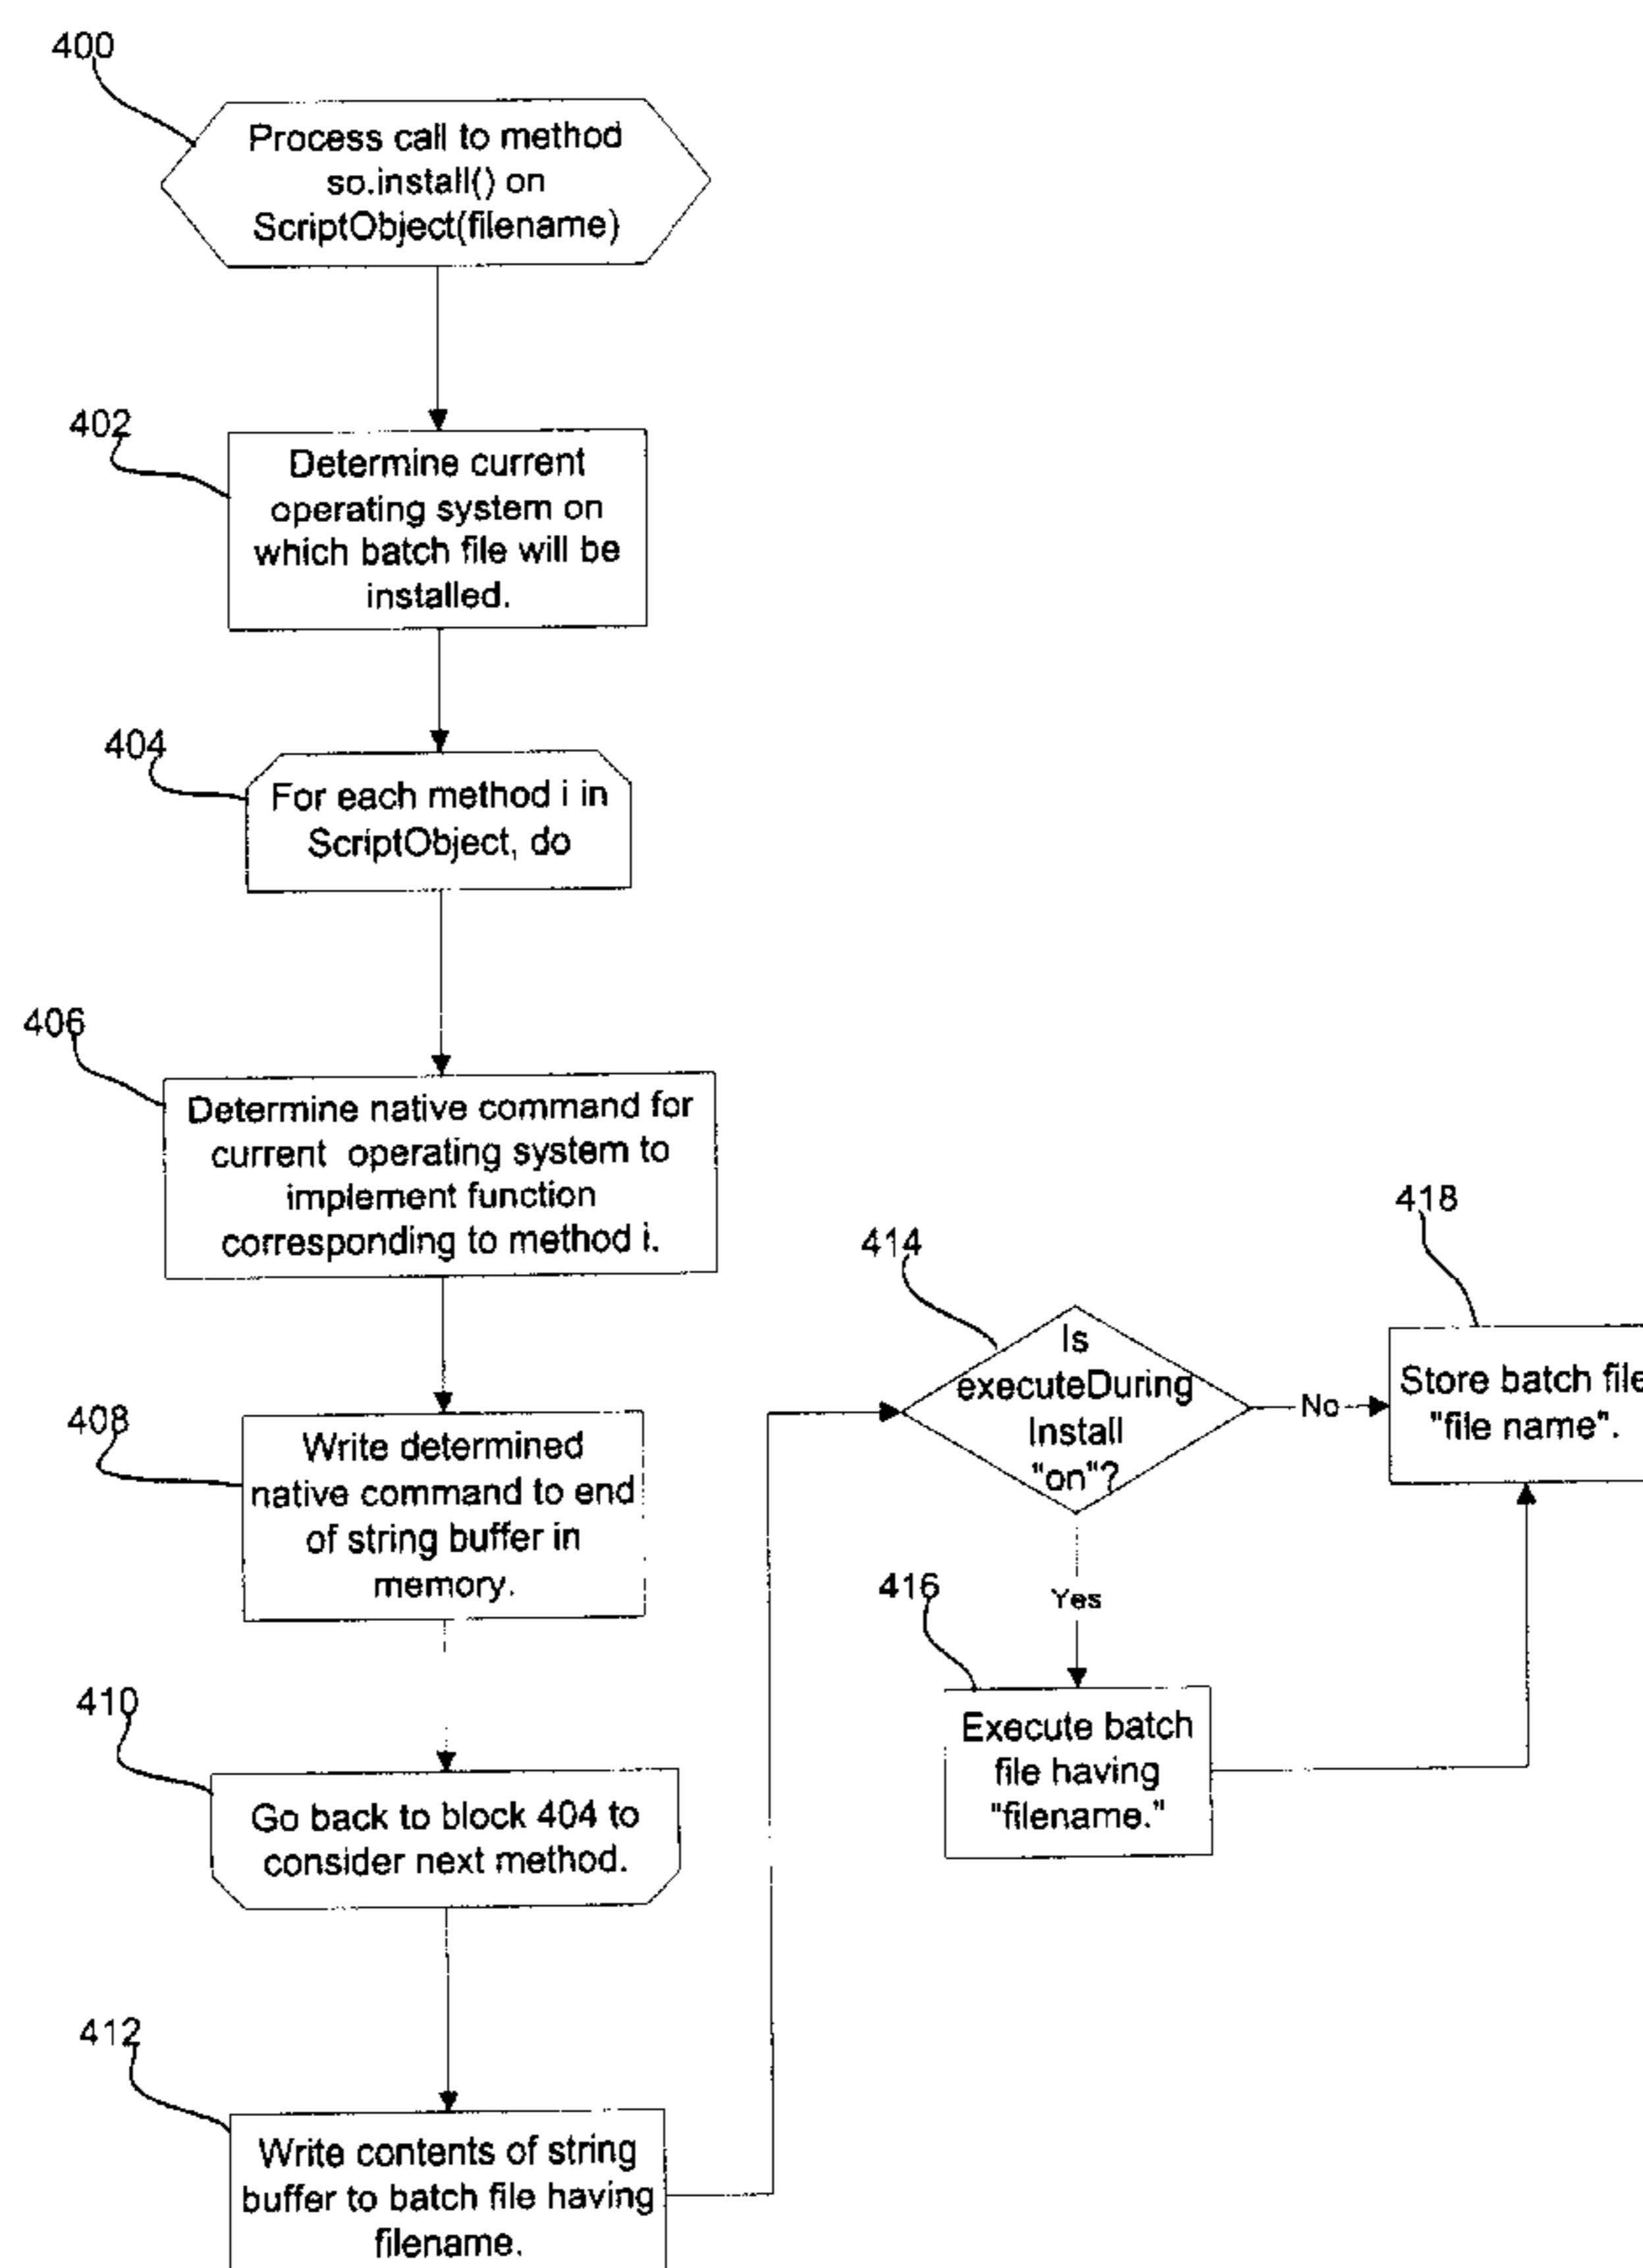 400
Process call to method
so.install() on
ScriptObject(filename)
402
Determine current
operating system on
which batch file will be
installed.
404
For each method i in
ScriptObject, do
406
Determine native command for
current operating system to
implement function
corresponding to method i.
408
Write determined
native command to end
of string buffer in
memory.
410
Go back to block 404 to
consider next method.
412
Write contents of string
buffer to batch file having
filename.
414
Is
executeDuring
Install
"on"?
No
Yes
416
Execute batch
file having
"filename."
418
Store batch file
"file name".